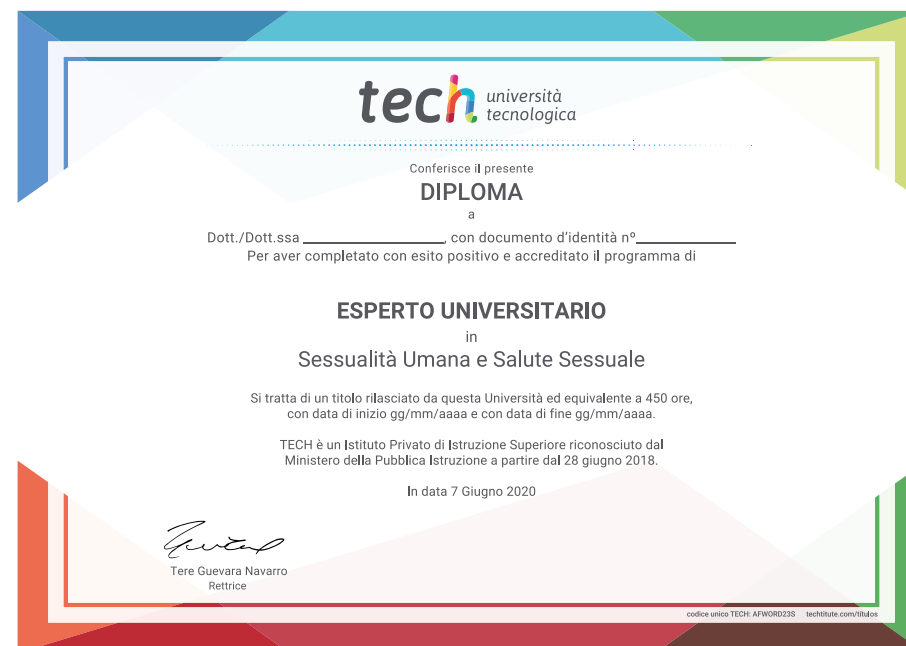 tech università
tecnologica
Conferisce il presente
DIPLOMA
a
Dott./Dott.ssa ____________________, con documento d'identità nº______________
Per aver completato con esito positivo e accreditato il programma di
ESPERTO UNIVERSITARIO
in
Sessualità Umana e Salute Sessuale
Si tratta di un titolo rilasciato da questa Università ed equivalente a 450 ore,
con data di inizio gg/mm/aaaa e con data di fine gg/mm/aaaa.
TECH è un Istituto Privato di Istruzione Superiore riconosciuto dal
Ministero della Pubblica Istruzione a partire dal 28 giugno 2018.
In data 7 Giugno 2020
Tere Guevara Navarro
Rettrice
codice unico TECH: AFWORD23S techtitute.com/títulos